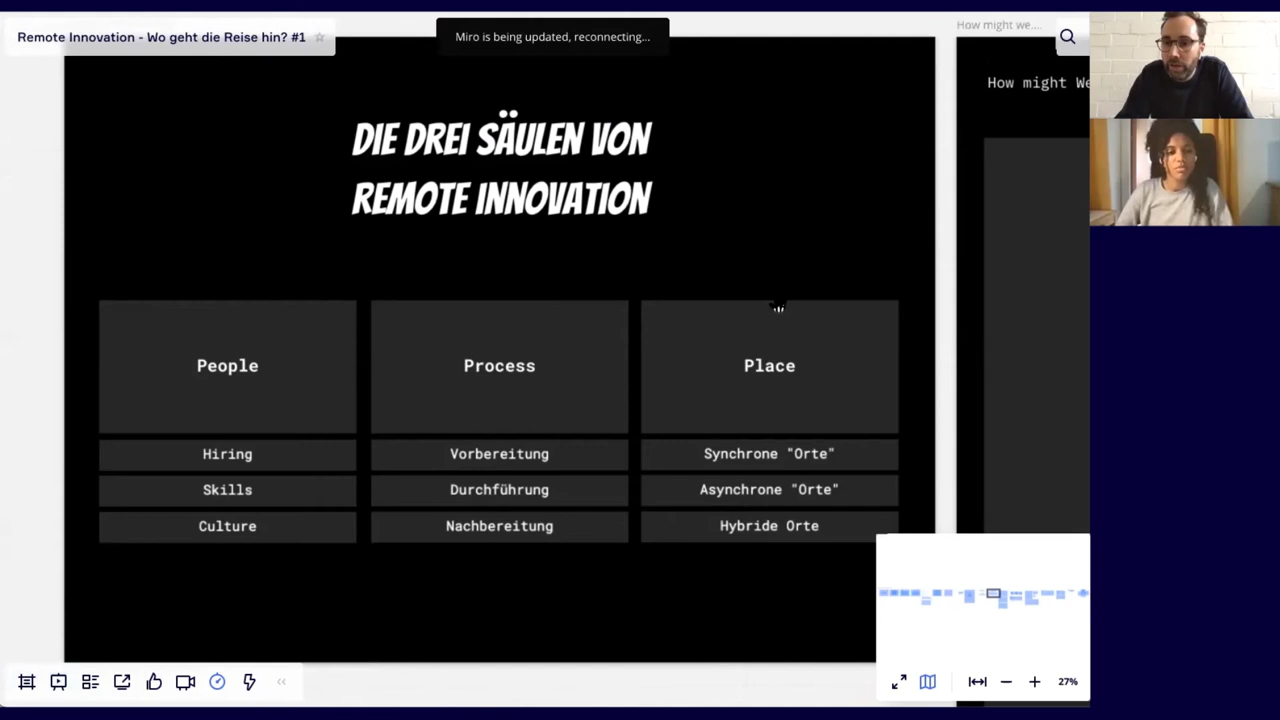 How might we....
Remote Innovation - Wo geht die Reise hin? #1
Miro is being updated, reconnecting...
How might We
DIE DREI SÄULEN VON
REMOTE INNOVATION
People
Process
Place
Hiring
Vorbereitung
Synchrone "Orte"
Skills
Durchführung
Asynchrone "Orte"
Culture
Nachbereitung
Hybride Orte
27%